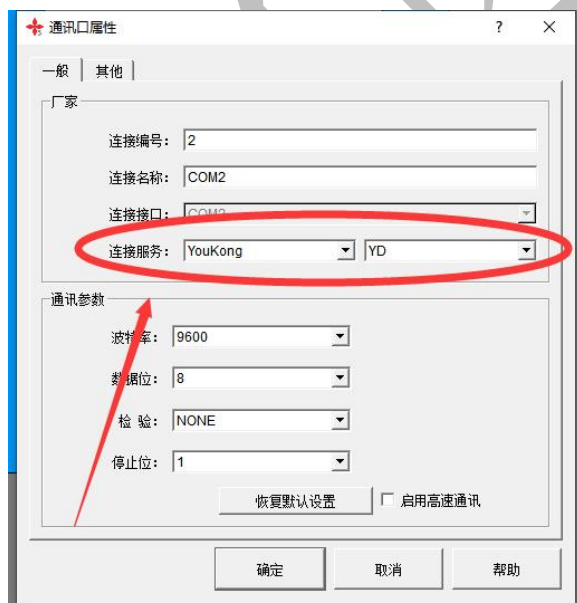 通讯口属性 ?
一般 其他
厂家
连接编号: 2
连接名称: COM2
连接接口: COM2
连接服务: YouKong YD
通讯参数
波特率: 9600
数据位: 8
检 验: NONE
停止位: 1
恢复默认设置 启用高速通讯
确定 取消 帮助